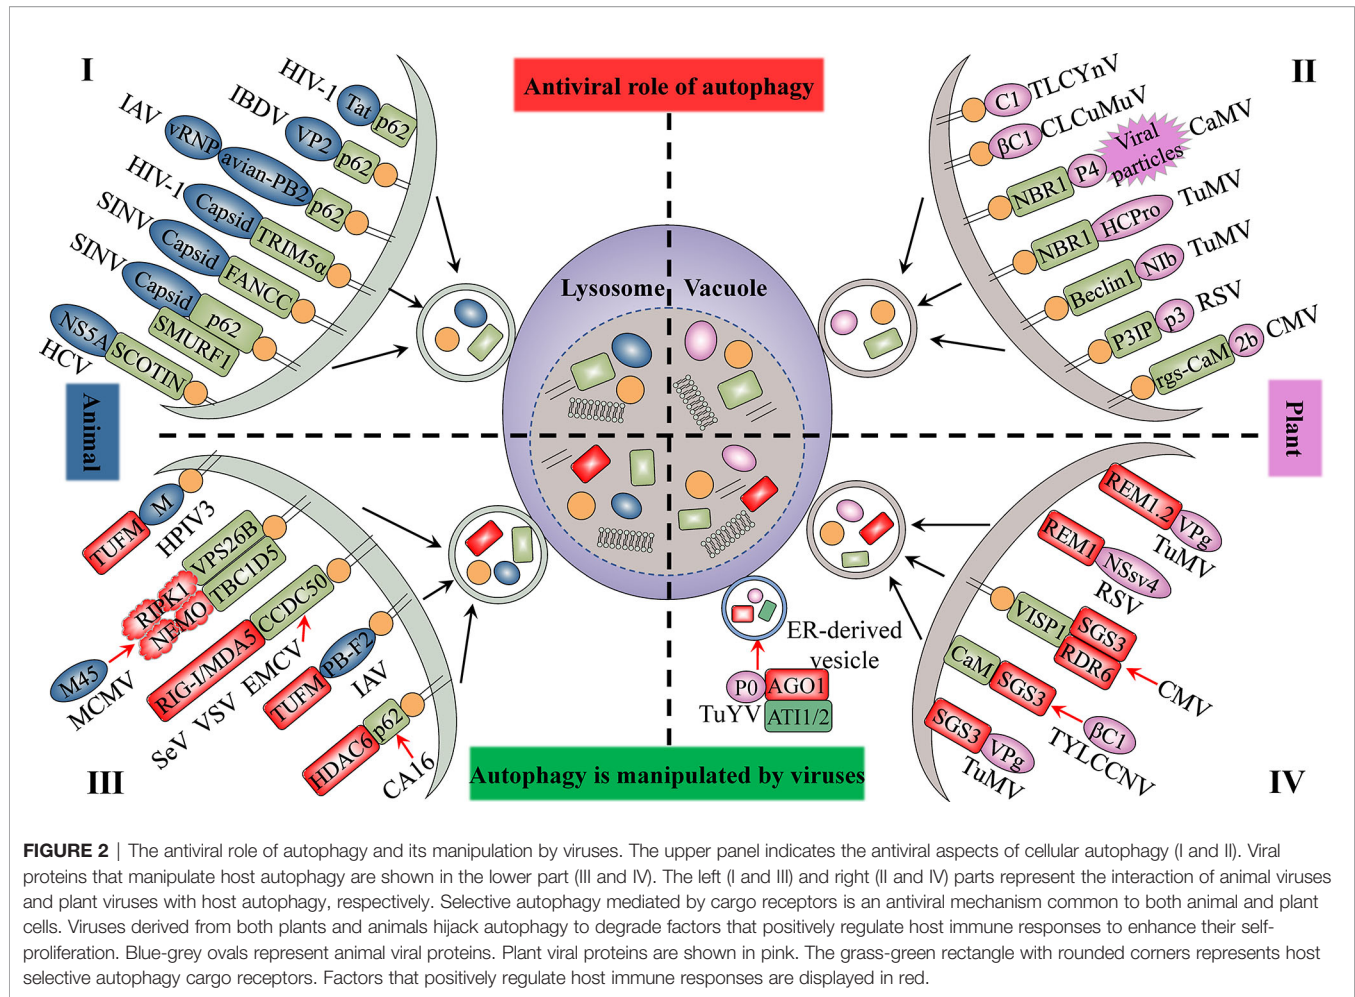 I
Antiviral role of autophagy
II
HIV-1
Tat
p62
IBDV
VP2
p62
IAV
vRNP
avian-PB2
p62
HIV-1
Capsid
TRIM5α
SINV
Capsid
FANCC
SINV
Capsid
p62
SMURF1
NS5A
SCOTIN
HCV
C1
TLCYnV
βC1
CLCuMuV
NBR1
P4
Viral
particles
CaMV
NBR1
HCPro
TuMV
Beclin1
NIb
TuMV
P3IP
p3
RSV
rgs-CaM
2b
CMV
Lysosome
Vacuole
Animal
Plant
TUFM
M
HPIV3
VPS26B
TBC1D5
RIPK1
NEMO
M45
MCMV
CCDC50
RIG-I/MDA5
SeV
VSV
EMCV
TUFM
PB-F2
IAV
HDAC6
p62
CA16
III
ER-derived
vesicle
P0
AGO1
TuYV
ATI1/2
REM1.2
VPg
TuMV
REM1
NSsv4
RSV
VISP1
SGS3
RDR6
CMV
CaM
SGS3
βC1
TYLCCNV
SGS3
VPg
TuMV
IV
Autophagy is manipulated by viruses
FIGURE 2 | The antiviral role of autophagy and its manipulation by viruses. The upper panel indicates the antiviral aspects of cellular autophagy (I and II). Viral
proteins that manipulate host autophagy are shown in the lower part (III and IV). The left (I and III) and right (II and IV) parts represent the interaction of animal viruses
and plant viruses with host autophagy, respectively. Selective autophagy mediated by cargo receptors is an antiviral mechanism common to both animal and plant
cells. Viruses derived from both plants and animals hijack autophagy to degrade factors that positively regulate host immune responses to enhance their self-
proliferation. Blue-grey ovals represent animal viral proteins. Plant viral proteins are shown in pink. The grass-green rectangle with rounded corners represents host
selective autophagy cargo receptors. Factors that positively regulate host immune responses are displayed in red.